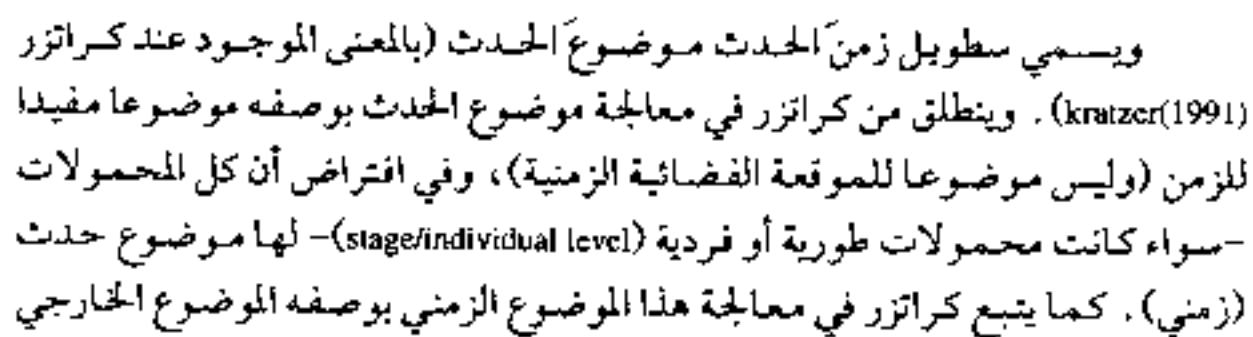 ويسمي سطويل زمنَ الحدث موضوعَ الحدث (بالمعنى الموجود عند كراتزر
kratzer(1991)) . وينطلق من كراتزر في معالجة موضوع الحدث بوصفه موضوعا مفيدا
للزمن (وليس موضوعا للموقعة الفضائية الزمنية)، وفي افتراض أن كل المحمولات
-سواء كانت محمولات طورية أو فردية (stage/individual level)- لها موضوع حدث
(زمني) . كما يتبع كراتزر في معالجة هذا الموضوع الزمني بوصفه الموضوع الخارجي